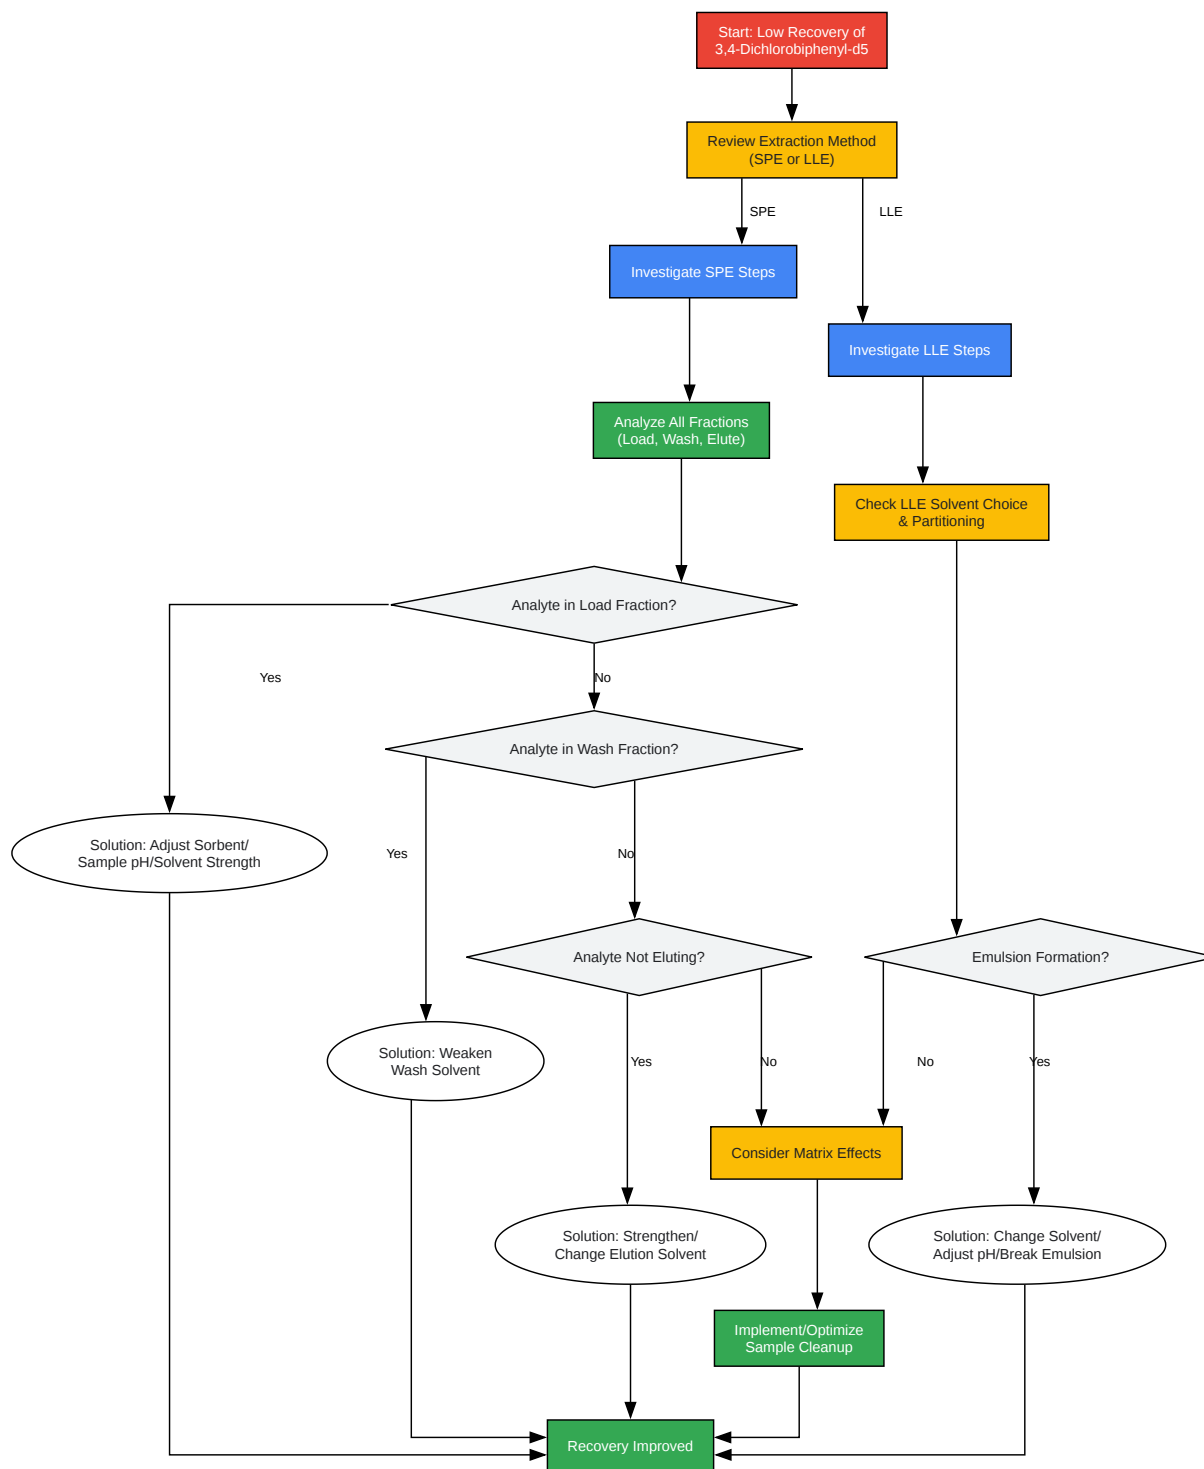 Start: Low Recovery of
3,4-Dichlorobiphenyl-d5
Review Extraction Method
(SPE or LLE)
SPE
LLE
Investigate SPE Steps
Investigate LLE Steps
Analyze All Fractions
(Load, Wash, Elute)
Check LLE Solvent Choice
& Partitioning
Analyte in Load Fraction?
Yes
No
Analyte in Wash Fraction?
Solution: Adjust Sorbent/
Sample pH/Solvent Strength
Yes
No
Analyte Not Eluting?
Emulsion Formation?
Solution: Weaken
Wash Solvent
Yes
No
No
Yes
Consider Matrix Effects
Solution: Strengthen/
Change Elution Solvent
Solution: Change Solvent/
Adjust pH/Break Emulsion
Implement/Optimize
Sample Cleanup
Recovery Improved